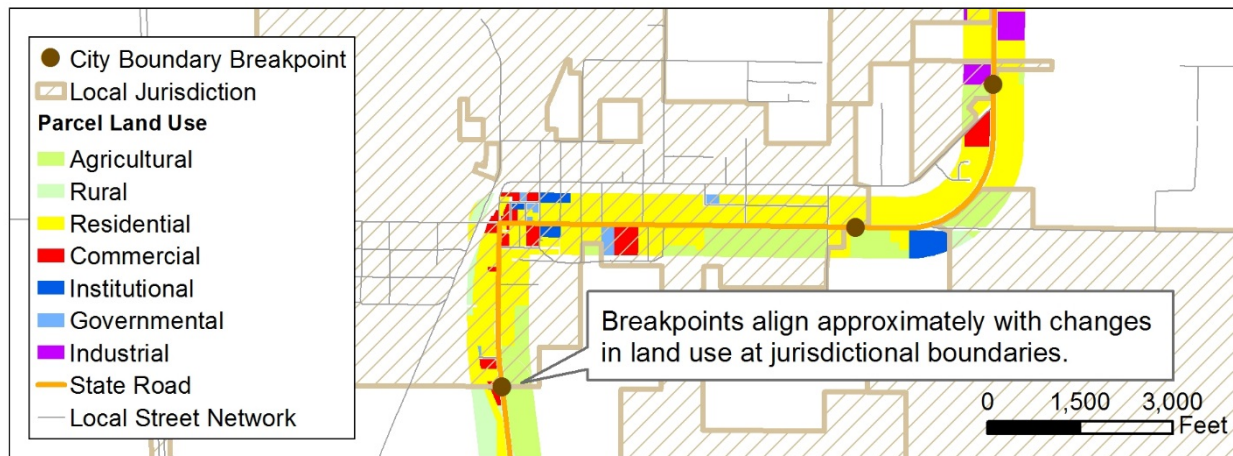 City Boundary Breakpoint
Local Jurisdiction
Parcel Land Use
Agricultural
Rural
Residential
Commercial
Institutional
Governmental
Industrial
State Road
Local Street Network
Breakpoints align approximately with changes
in land use at jurisdictional boundaries.
0 1,500 3,000
Feet